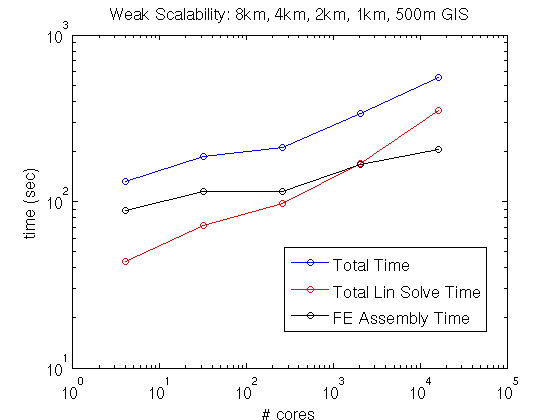 Weak Scalability: 8km, 4km, 2km, 1km, 500m GIS
10^3
10^2
10^1
time (sec)
Total Time
Total Lin Solve Time
FE Assembly Time
10^0 10^1 10^2 10^3 10^4 10^5
# cores